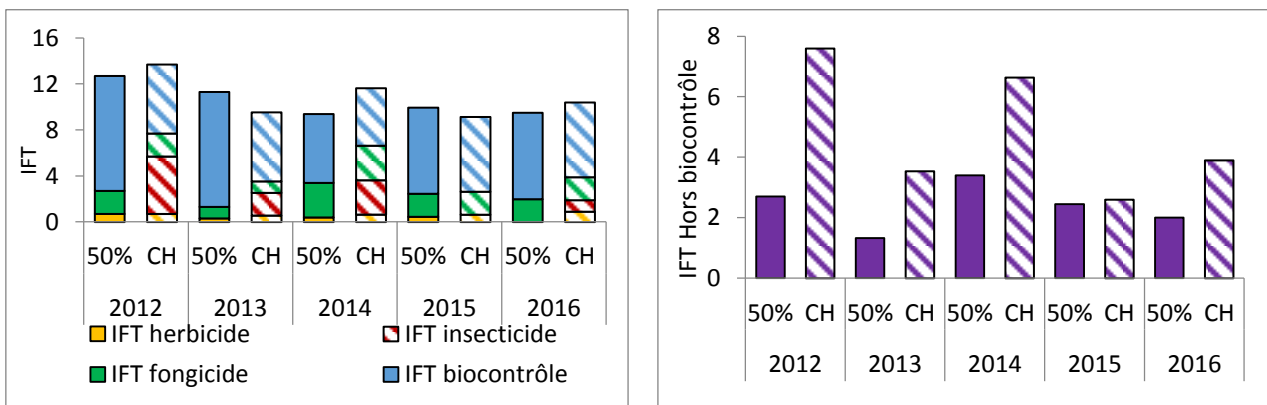 16
12
8
4
0
IFT
50% CH 50% CH 50% CH 50% CH 50% CH
2012 2013 2014 2015 2016
IFT herbicide IFT insecticide
IFT fongicide IFT biocontrôle
8
6
4
2
0
IFT Hors biocontrôle
50% CH 50% CH 50% CH 50% CH 50% CH
2012 2013 2014 2015 2016